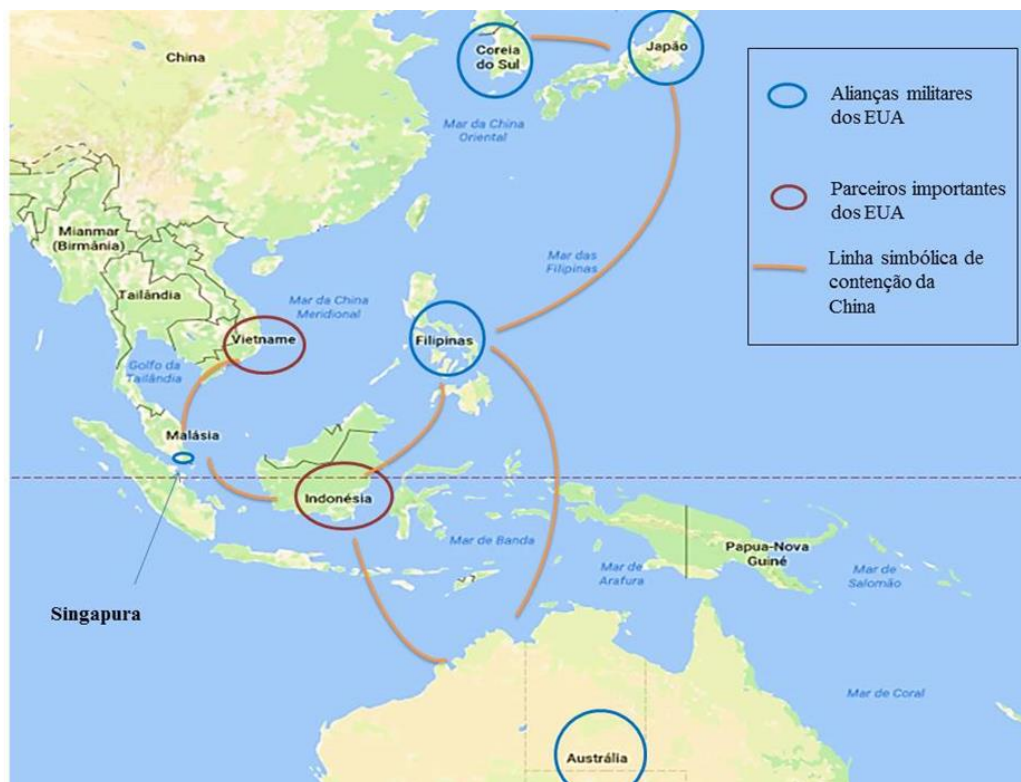 China
Coreia
do Sul
Japão
Mar da China
Oriental
Mianmar
(Birmânia)
Tailândia
Mar da China
Meridional
Mar das
Filipinas
Vietname
Filipinas
Golfo da
Tailândia
Malásia
Indonésia
Mar de Banda
Papua-Nova
Guiné
Mar de
Arafura
Mar de
Salomão
Singapura
Mar de Coral
Austrália
Alianças militares
dos EUA
Parceiros importantes
dos EUA
Linha simbólica de
contenção da
China